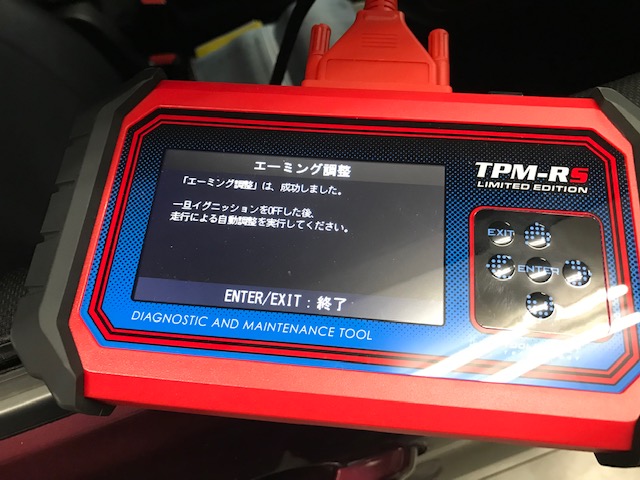 エーミング調整
「エーミング調整」は、成功しました。
一旦イグニッションをOFFした後、
走行による自動調整を実行してください。
ENTER/EXIT：終了
TPM-RS
LIMITED EDITION
EXIT
ENTER
DIAGNOSTIC AND MAINTENANCE TOOL